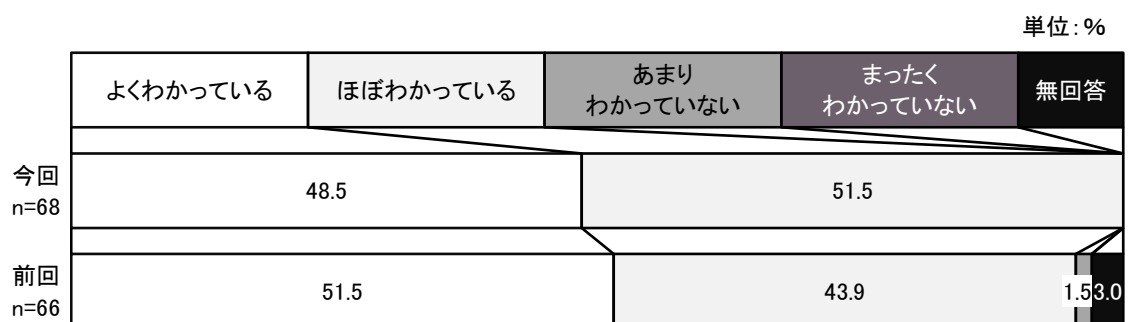 単位：％
よくわかっている
ほぼわかっている
あまり
わかっていない
まったく
わかっていない
無回答
今回
n=68
48.5
51.5
前回
n=66
51.5
43.9
1.5
3.0